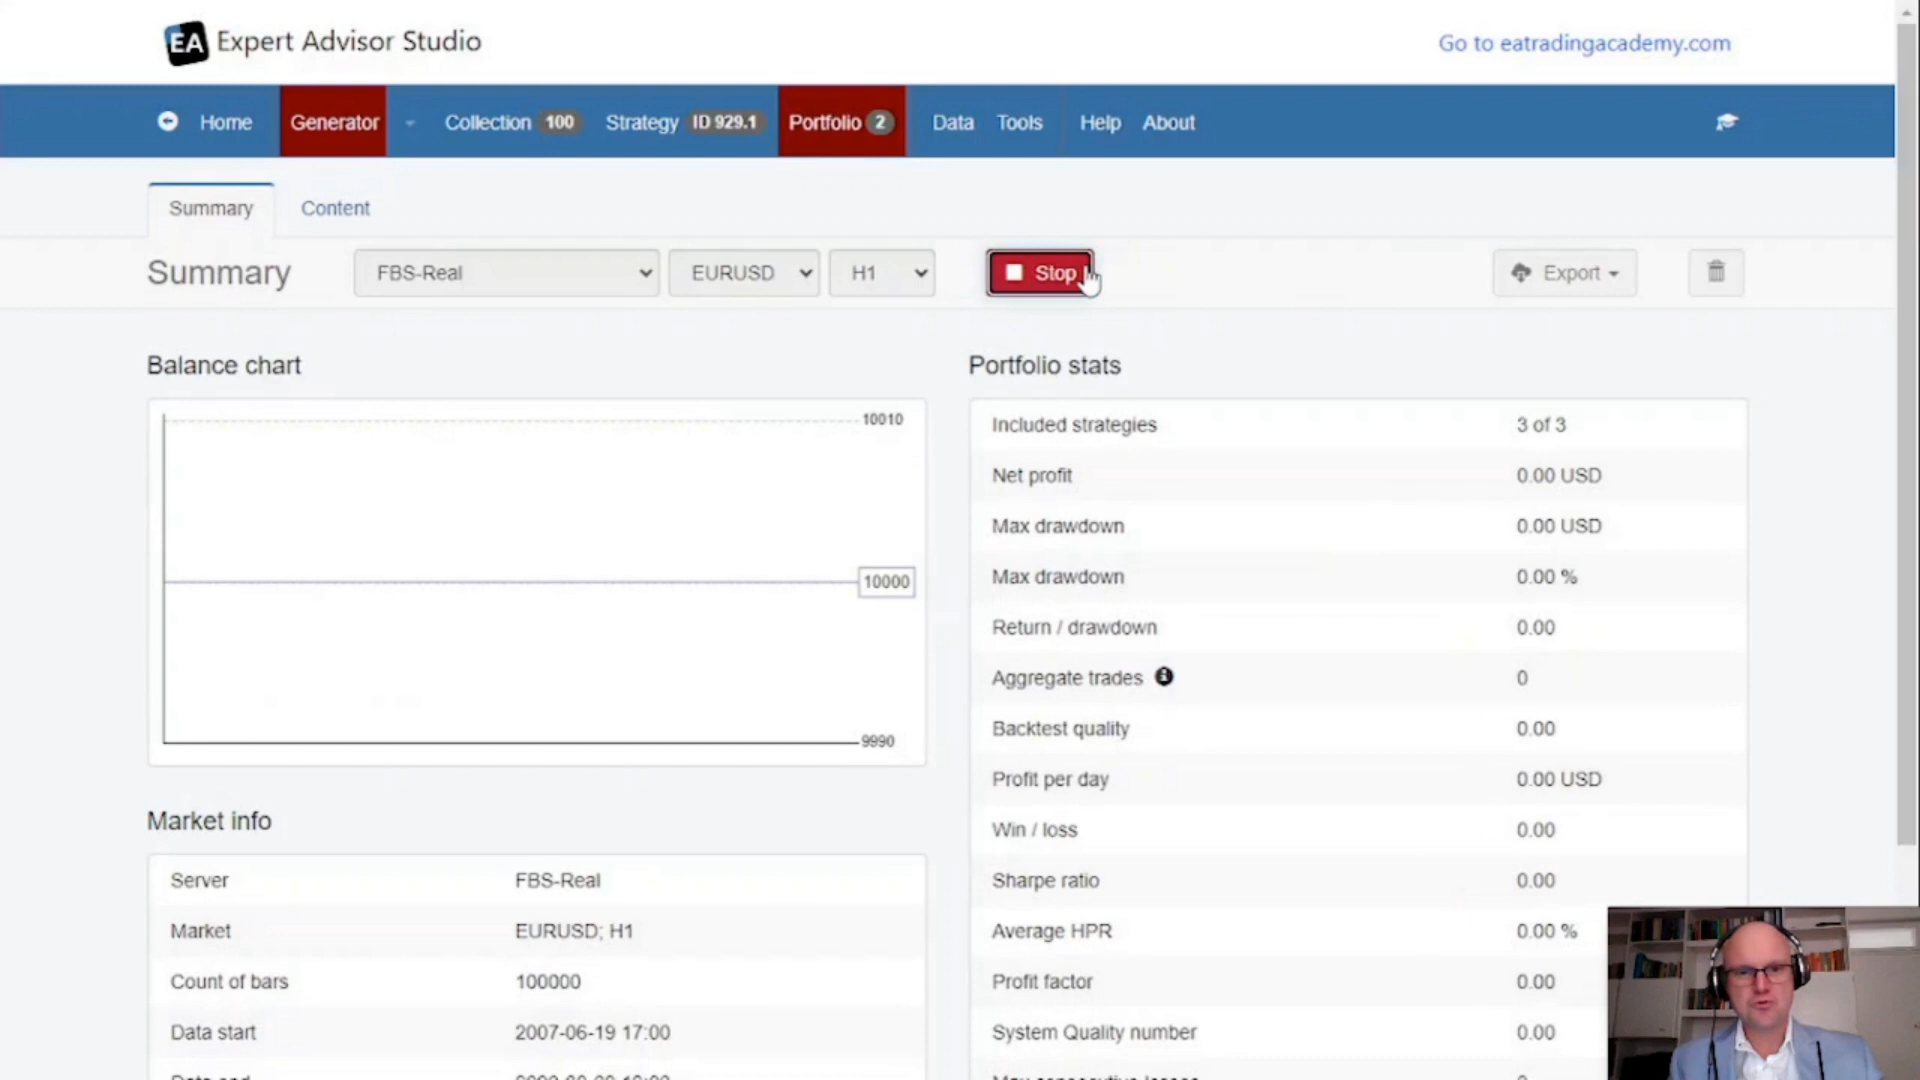 EA Expert Advisor Studio
Go to eatradingacademy.com
Home Generator Collection 100 Strategy ID 929.1 Portfolio 2 Data Tools Help About
Summary Content
Summary FBS-Real EURUSD H1 Stop Export
Balance chart
10010
10000
9990
Market info
Server FBS-Real
Market EURUSD; H1
Count of bars 100000
Data start 2007-06-19 17:00
Portfolio stats
Included strategies 3 of 3
Net profit 0.00 USD
Max drawdown 0.00 USD
Max drawdown 0.00 %
Return / drawdown 0.00
Aggregate trades 0
Backtest quality 0.00
Profit per day 0.00 USD
Win / loss 0.00
Sharpe ratio 0.00
Average HPR 0.00 %
Profit factor 0.00
System Quality number 0.00